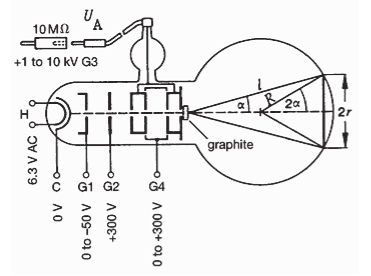 U_A
10 MΩ
+1 to 10 kV G3
l
R
α
2α
2r
H
graphite
6.3 V AC
C
G1
G2
G4
0 V
0 to -50 V
+300 V
0 to +300 V